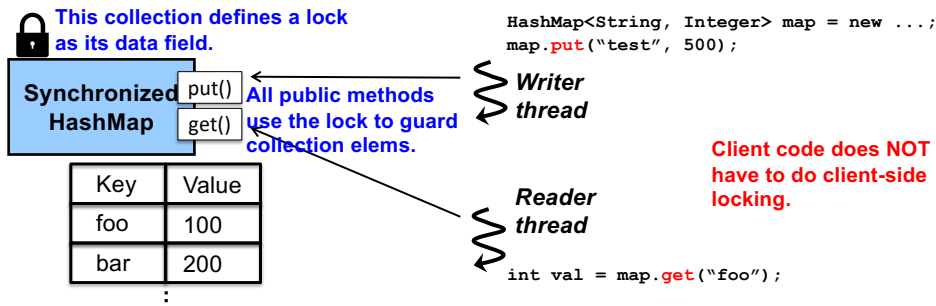 This collection defines a lock
as its data field.
HashMap<String, Integer> map = new ...;
map.put(“test”, 500);
Synchronized
HashMap
put()
get()
All public methods
use the lock to guard
collection elems.
Writer
thread
Client code does NOT
have to do client-side
locking.
Key Value
foo 100
bar 200
:
Reader
thread
int val = map.get(“foo”);